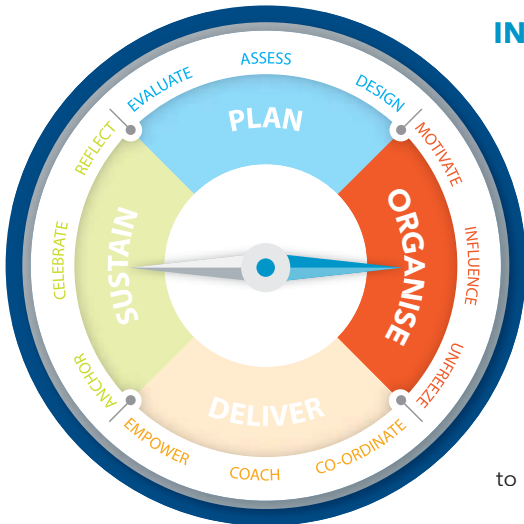 IN
EVALUATE
ASSESS
DESIGN
PLAN
MOTIVATE
INFLUENCE
UNFREEZE
ORGANISE
CO-ORDINATE
COACH
EMPOWER
DELIVER
ANCHOR
CELEBRATE
REFLECT
SUSTAIN
to